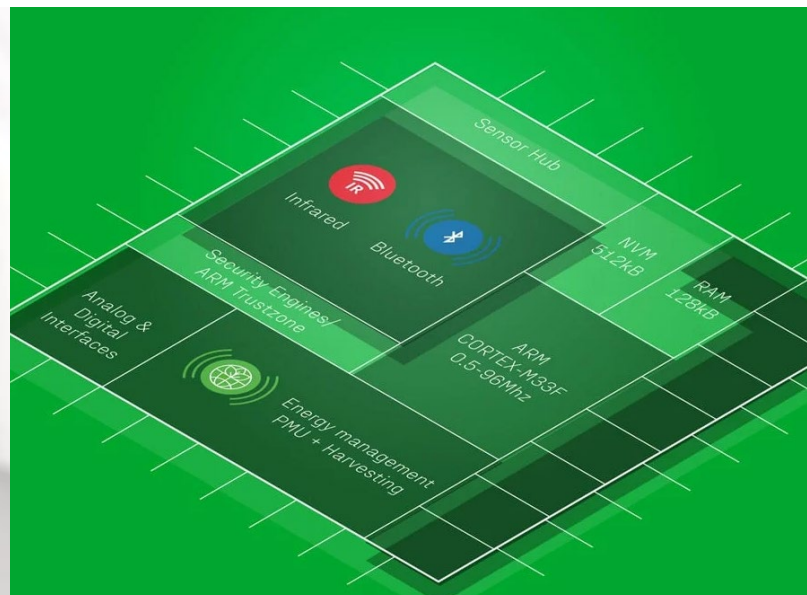 Sensor Hub
IR
Infrared
Bluetooth
NVM
512kB
RAM
128kB
Security Engines/
ARM Trustzone
ARM
CORTEX-M33F
0.5-96Mhz
Analog &
Digital
Interfaces
Energy management
PMU + Harvesting